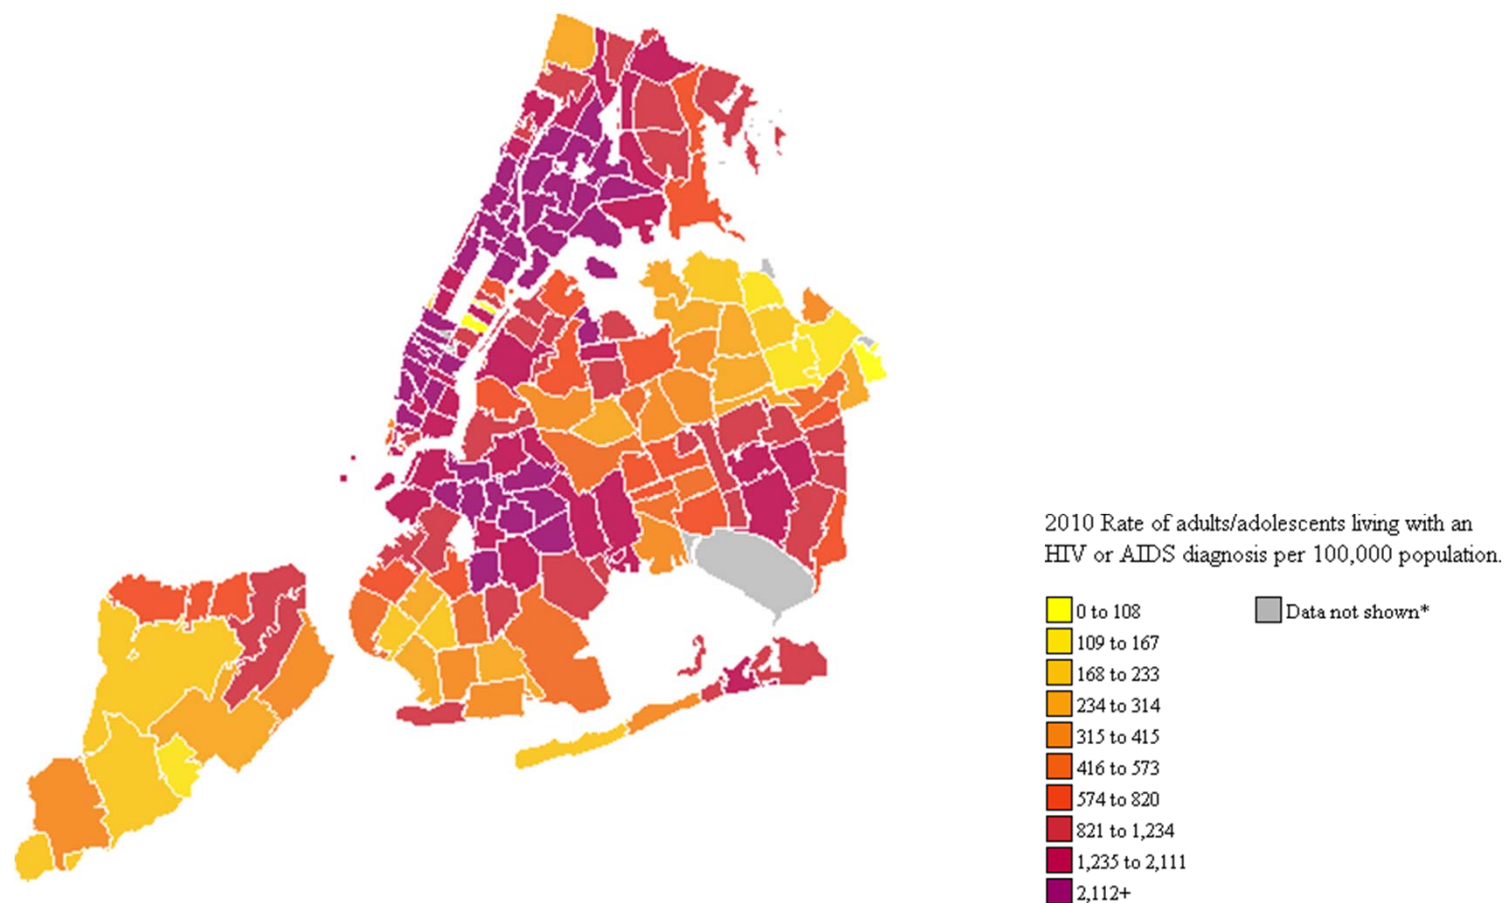 2010 Rate of adults/adolescents living with an
HIV or AIDS diagnosis per 100,000 population.
0 to 108
Data not shown*
109 to 167
168 to 233
234 to 314
315 to 415
416 to 573
574 to 820
821 to 1,234
1,235 to 2,111
2,112+